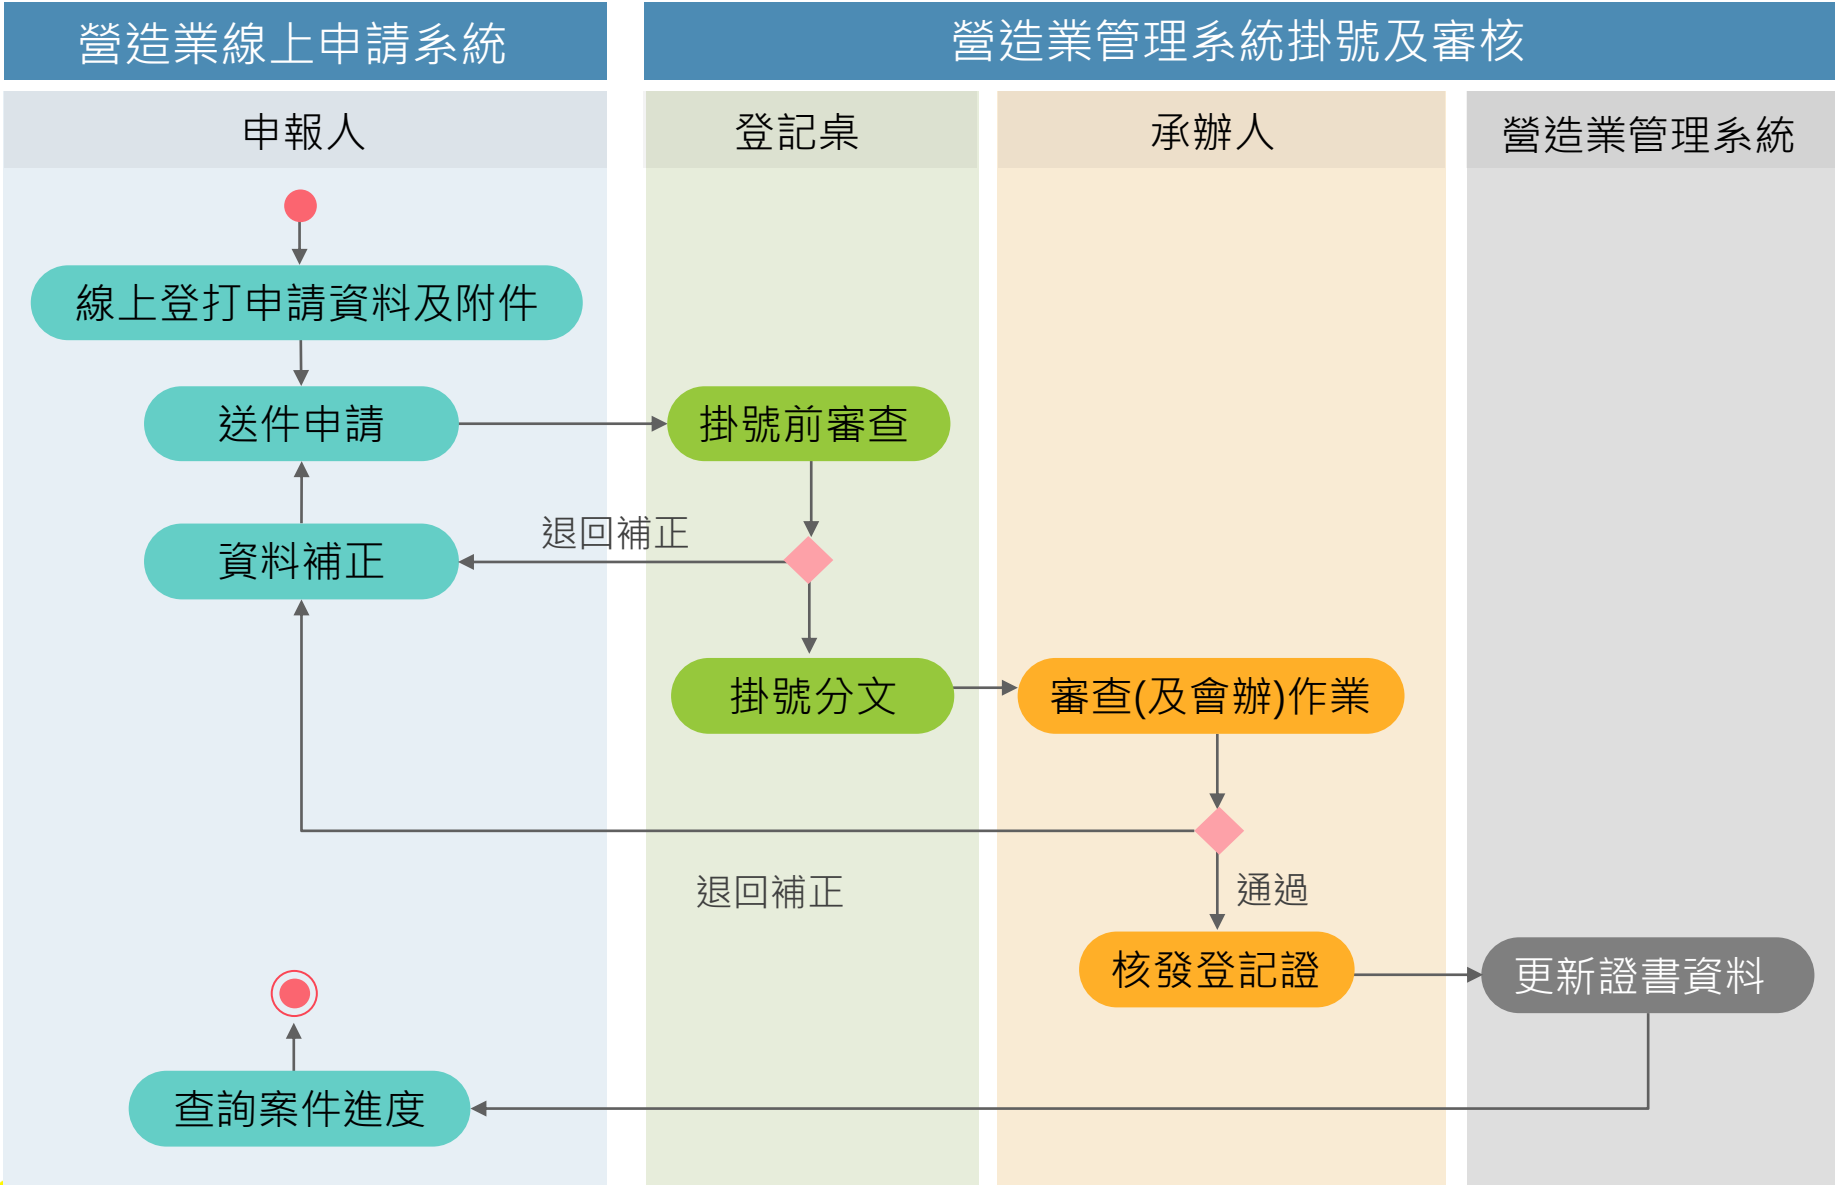 營造業線上申請系統
營造業管理系統掛號及審核
申報人
登記桌
承辦人
營造業管理系統
線上登打申請資料及附件
送件申請
掛號前審查
退回補正
資料補正
掛號分文
審查(及會辦)作業
退回補正
通過
核發登記證
更新證書資料
查詢案件進度